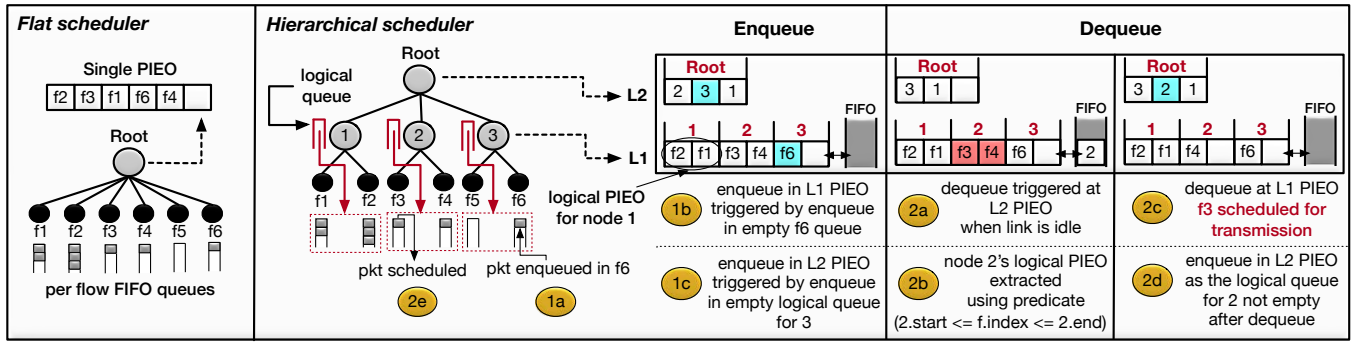 Flat scheduler
Single PIEO
f2 f3 f1 f6 f4
Root
f1 f2 f3 f4 f5 f6
per flow FIFO queues
Hierarchical scheduler
Root
logical
queue
1 2 3
f1 f2 f3 f4 f5 f6
pkt scheduled
2e
pkt enqueued in f6
1a
L2
L1
logical PIEO
for node 1
Enqueue
Root
2 3 1
FIFO
1 2 3
f2 f1 f3 f4 f6
1b
enqueue in L1 PIEO
triggered by enqueue
in empty f6 queue
1c
enqueue in L2 PIEO
triggered by enqueue
in empty logical queue
for 3
Dequeue
Root
3 1
FIFO
1 2 3
f2 f1 f3 f4 f6 2
2a
dequeue triggered at
L2 PIEO
when link is idle
2b
node 2's logical PIEO
extracted
using predicate
(2.start <= f.index <= 2.end)
Root
3 2 1
FIFO
1 2 3
f2 f1 f4 f6
2c
dequeue at L1 PIEO
f3 scheduled for
transmission
2d
enqueue in L2 PIEO
as the logical queue
for 2 not empty
after dequeue